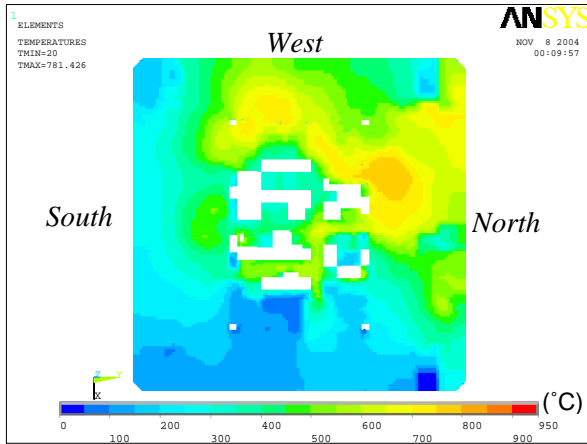 1
ELEMENTS
TEMPERATURES
TMIN=20
TMAX=781.426
ANSYS
NOV 8 2004
00:09:57
West
South
North
Z Y
X
(°C)
0 200 400 600 800 950
100 300 500 700 900